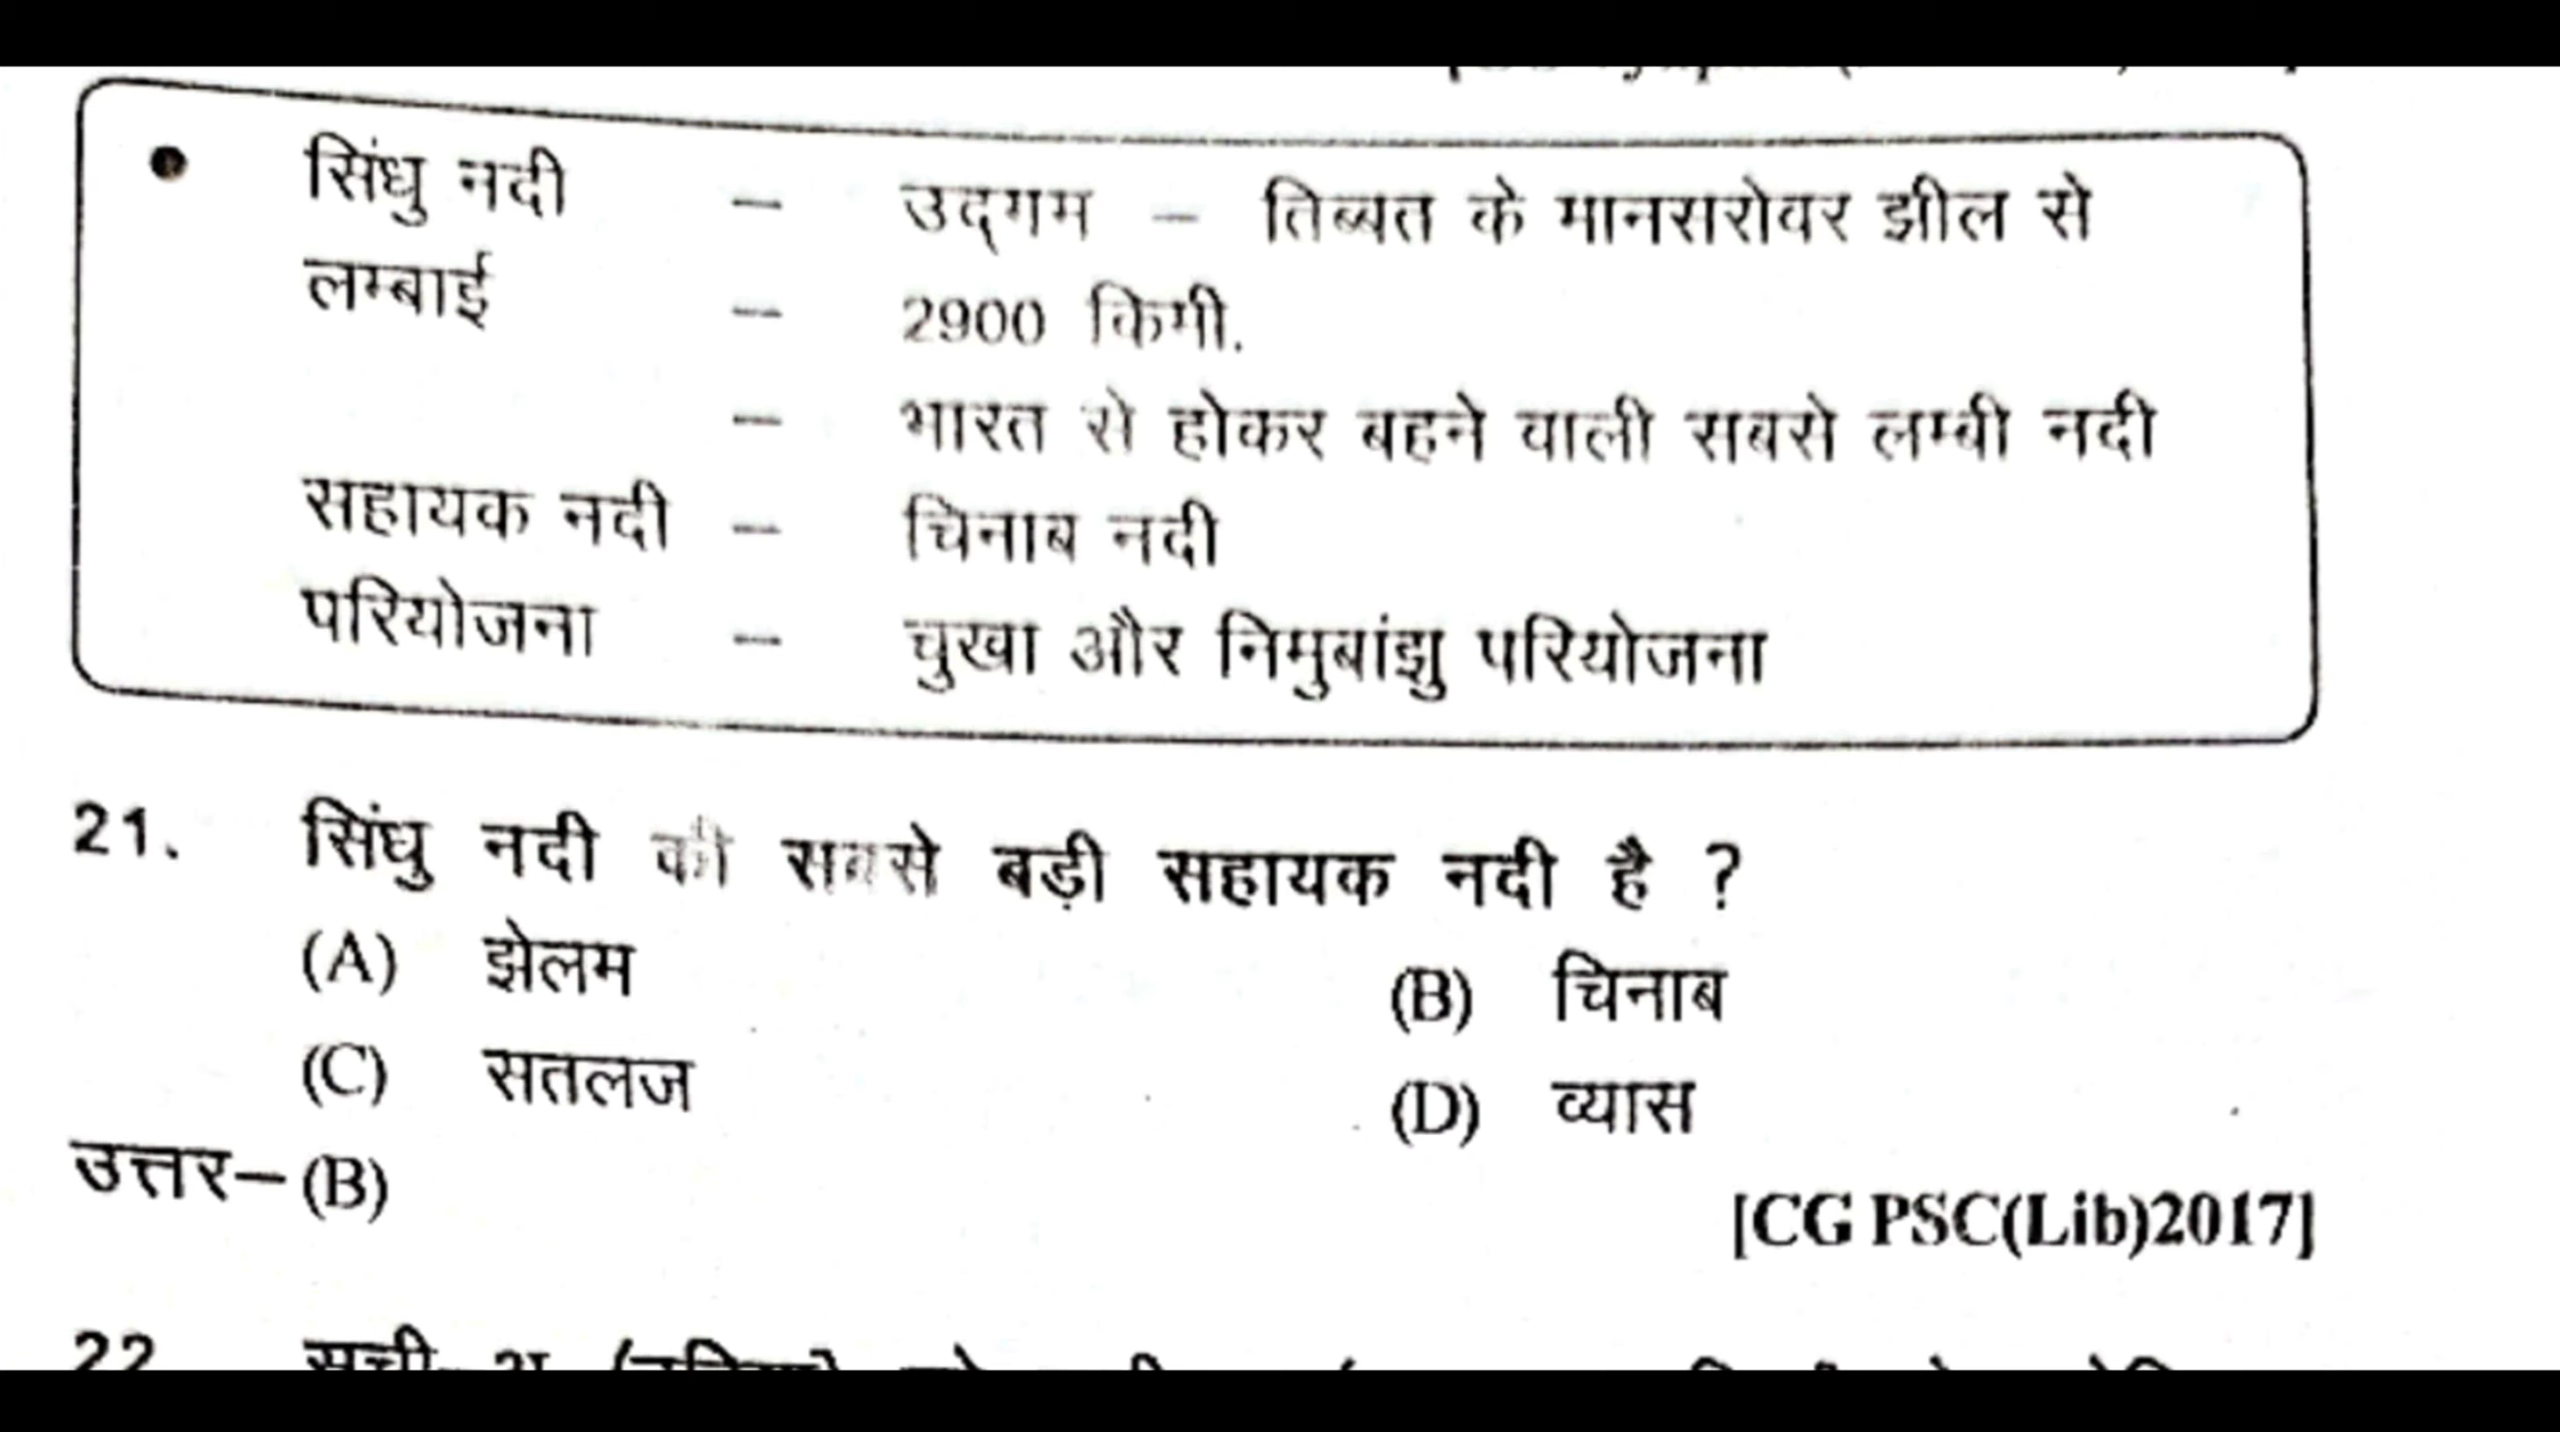 • सिंधु नदी – उद्‌गम – तिब्बत के मानसरोवर झील से
लम्बाई – 2900 किमी.
– भारत से होकर बहने वाली सबसे लम्बी नदी
सहायक नदी – चिनाब नदी
परियोजना – चुखा और निमुबांझु परियोजना
21. सिंधु नदी की सबसे बड़ी सहायक नदी है ?
(A) झेलम (B) चिनाब
(C) सतलज (D) व्यास
उत्तर–(B)
[CG PSC(Lib)2017]
22